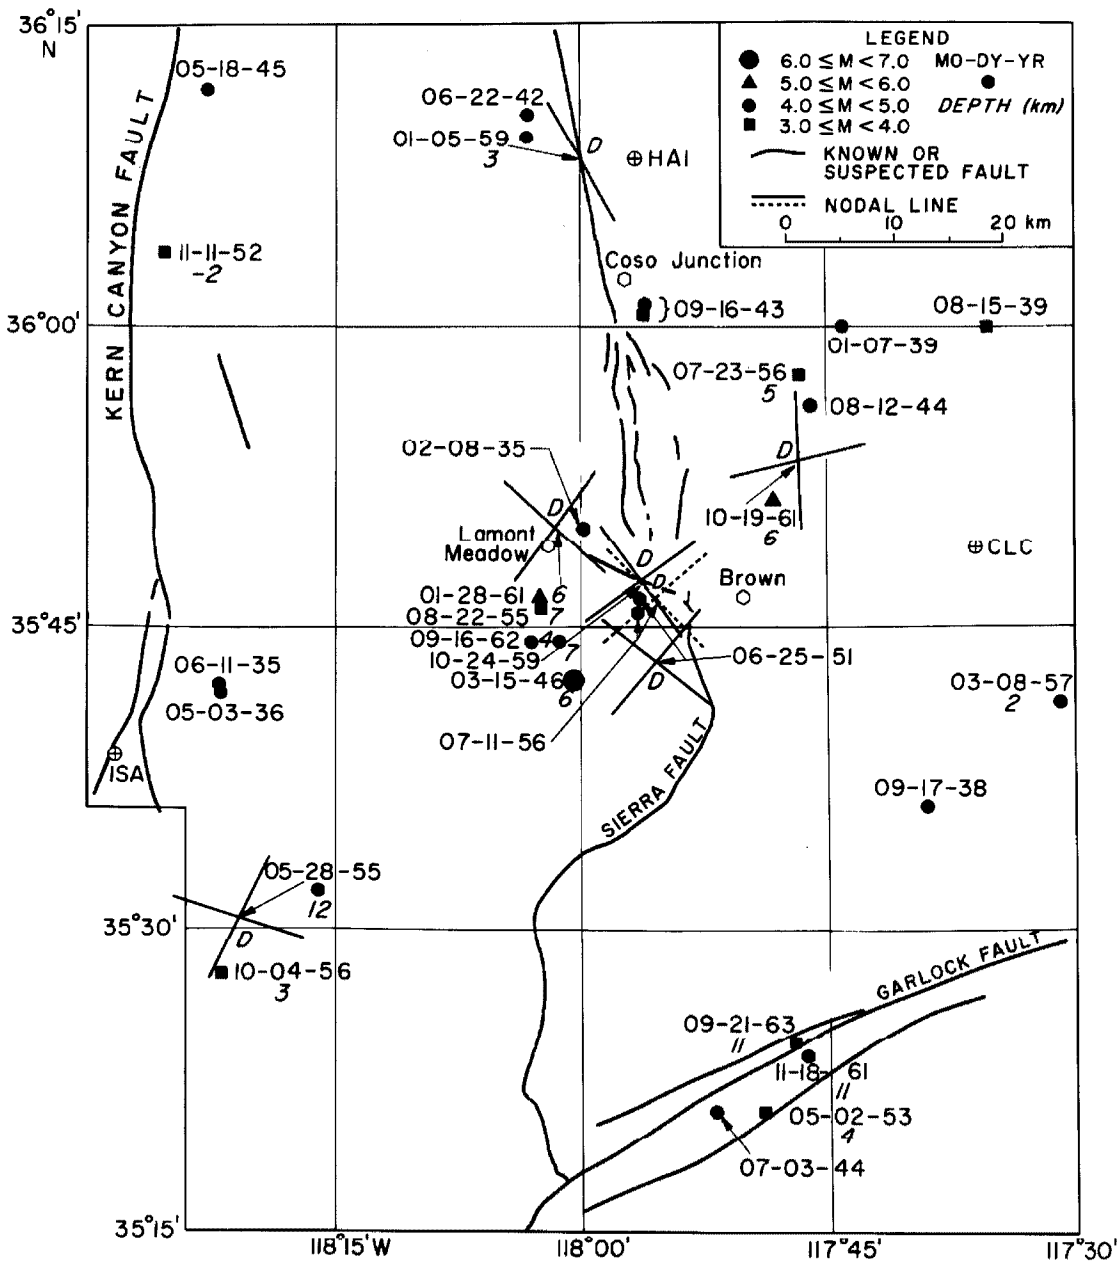 36°15'
N
05-18-45
06-22-42
01-05-59
3
D
HAI
LEGEND
6.0 ≤ M < 7.0 MO-DY-YR
5.0 ≤ M < 6.0
4.0 ≤ M < 5.0 DEPTH (km)
3.0 ≤ M < 4.0
KNOWN OR
SUSPECTED FAULT
NODAL LINE
0 10 20 km
KERN CANYON FAULT
11-11-52
-2
Coso Junction
}09-16-43
08-15-39
36°00'
01-07-39
07-23-56
5
08-12-44
02-08-35
D
D
10-19-61
6
Lamont
Meadow
CLC
D
D
Brown
01-28-61
6
08-22-55
7
35°45'
09-16-62
4
7
10-24-59
06-25-51
06-11-35
05-03-36
03-15-46
6
D
03-08-57
2
07-11-56
ISA
SIERRA FAULT
09-17-38
05-28-55
12
35°30'
D
10-04-56
3
GARLOCK FAULT
09-21-63
11
11-18-61
11
05-02-53
4
07-03-44
35°15'
118°15'W
118°00'
117°45'
117°30'